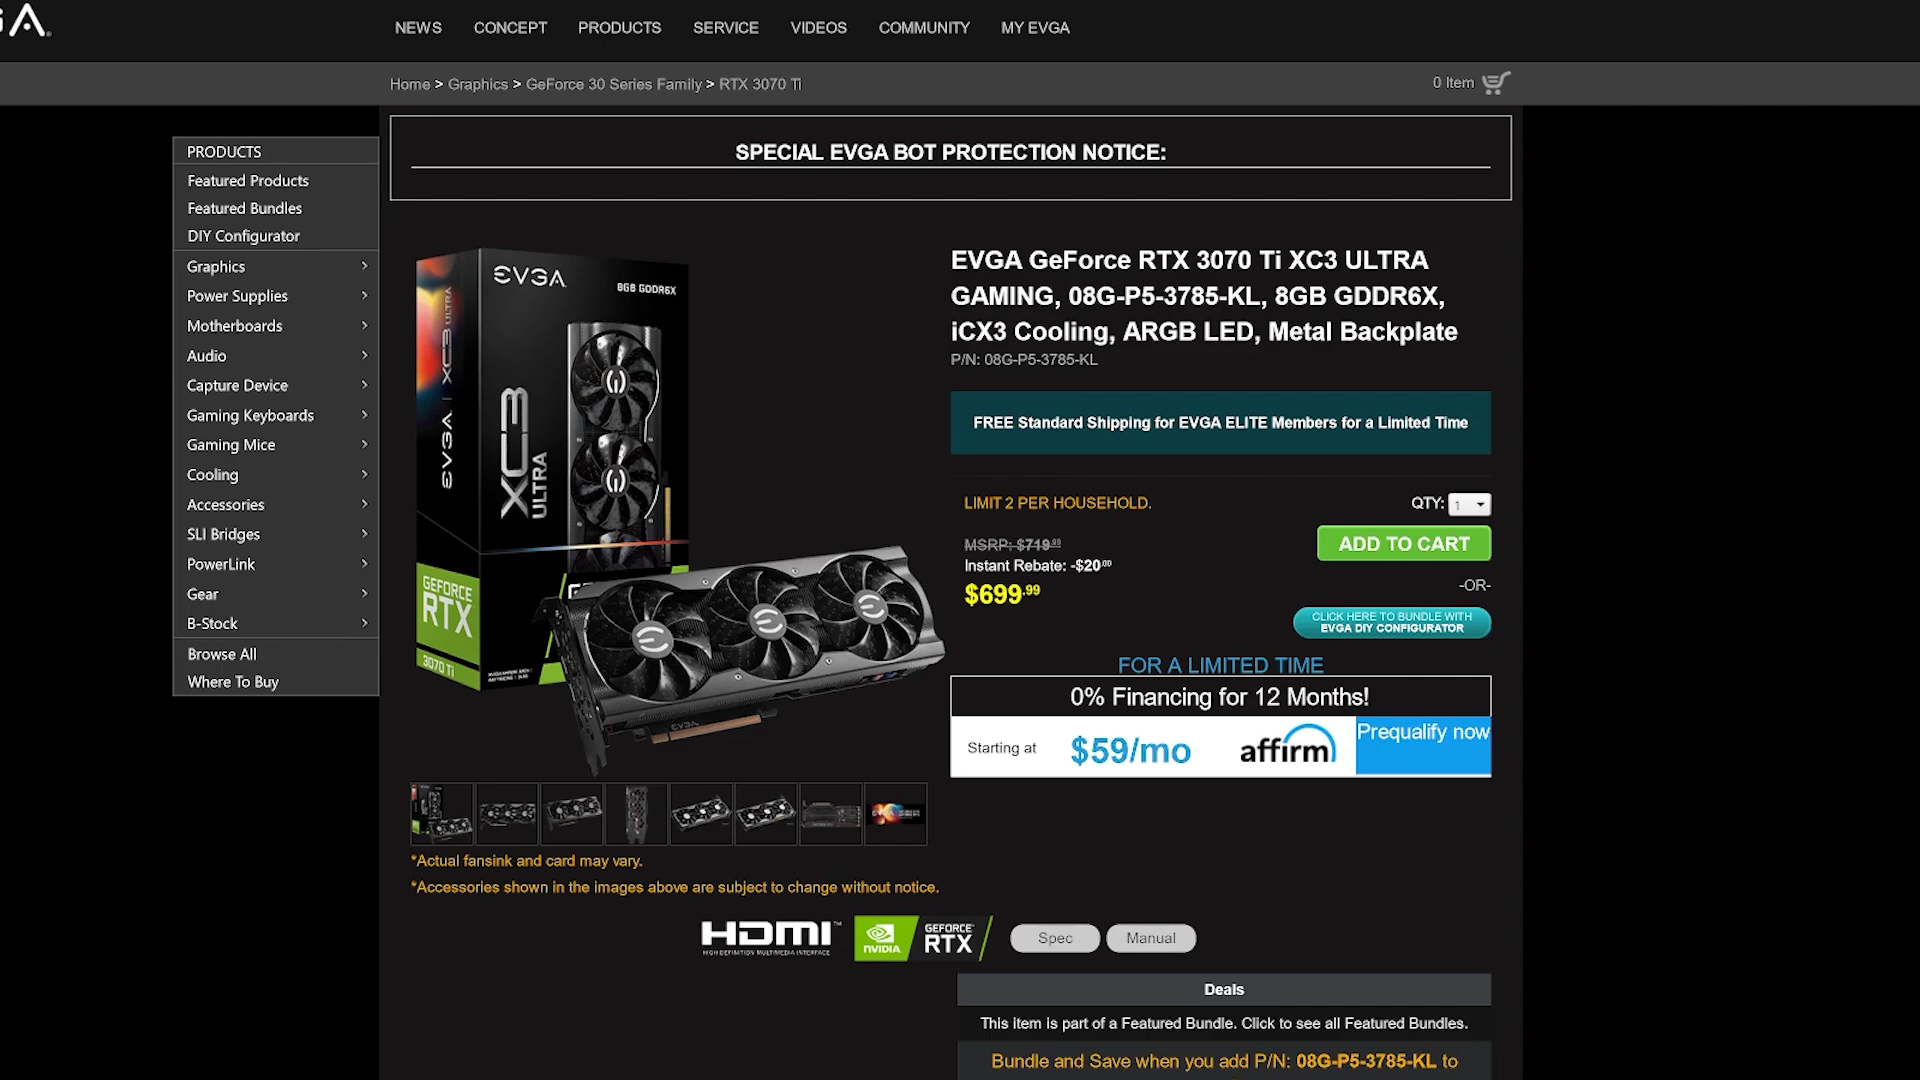 NEWS CONCEPT PRODUCTS SERVICE VIDEOS COMMUNITY MY EVGA
Home > Graphics > GeForce 30 Series Family > RTX 3070 Ti
0 Item
SPECIAL EVGA BOT PROTECTION NOTICE:
PRODUCTS
Featured Products
Featured Bundles
DIY Configurator
Graphics
Power Supplies
Motherboards
Audio
Capture Device
Gaming Keyboards
Gaming Mice
Cooling
Accessories
SLI Bridges
PowerLink
Gear
B-Stock
Browse All
Where To Buy
EVGA
8GB GDDR6X
XC3 ULTRA
EVGA | XC3 ULTRA
GEFORCE
RTX
3070 Ti
EVGA
EVGA GeForce RTX 3070 Ti XC3 ULTRA
GAMING, 08G-P5-3785-KL, 8GB GDDR6X,
iCX3 Cooling, ARGB LED, Metal Backplate
P/N: 08G-P5-3785-KL
FREE Standard Shipping for EVGA ELITE Members for a Limited Time
LIMIT 2 PER HOUSEHOLD.
QTY: 1
ADD TO CART
MSRP: $719.99
Instant Rebate: -$20.00
$699.99
-OR-
CLICK HERE TO BUNDLE WITH
EVGA DIY CONFIGURATOR
FOR A LIMITED TIME
0% Financing for 12 Months!
Starting at $59/mo affirm Prequalify now
*Actual fansink and card may vary.
*Accessories shown in the images above are subject to change without notice.
HDMI™
HIGH DEFINITION MULTIMEDIA INTERFACE
NVIDIA
GEFORCE
RTX
Spec
Manual
Deals
This item is part of a Featured Bundle. Click to see all Featured Bundles.
Bundle and Save when you add P/N: 08G-P5-3785-KL to